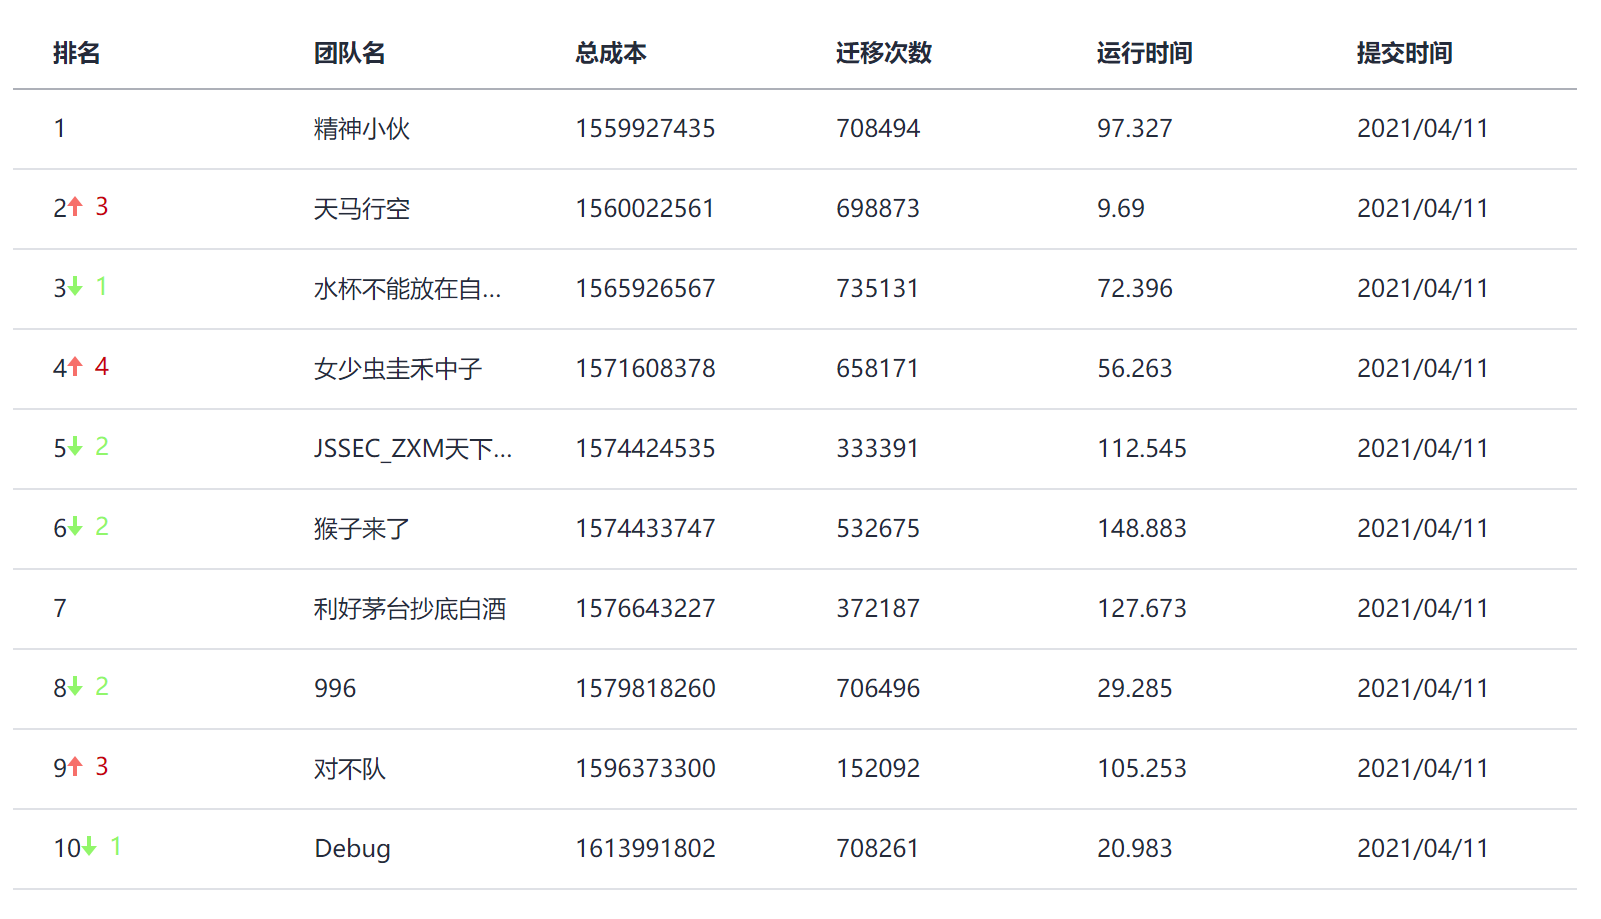 排名 团队名 总成本 迁移次数 运行时间 提交时间
1 精神小伙 1559927435 708494 97.327 2021/04/11
2 3 天马行空 1560022561 698873 9.69 2021/04/11
3 1 水杯不能放在自... 1565926567 735131 72.396 2021/04/11
4 4 女少虫圭禾中子 1571608378 658171 56.263 2021/04/11
5 2 JSSEC_ZXM天下... 1574424535 333391 112.545 2021/04/11
6 2 猴子来了 1574433747 532675 148.883 2021/04/11
7 利好茅台抄底白酒 1576643227 372187 127.673 2021/04/11
8 2 996 1579818260 706496 29.285 2021/04/11
9 3 对不队 1596373300 152092 105.253 2021/04/11
10 1 Debug 1613991802 708261 20.983 2021/04/11